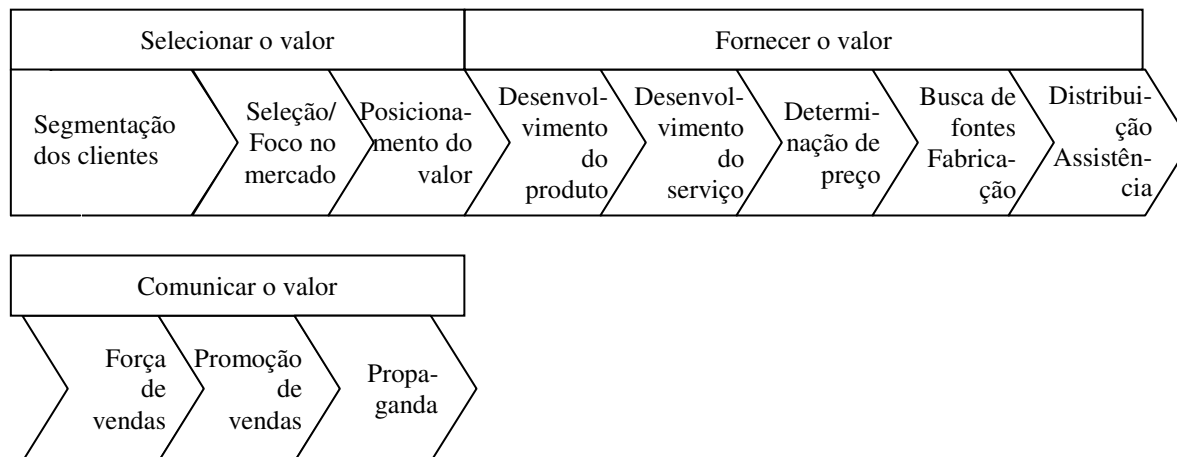 Selecionar o valor
Fornecer o valor
Segmentação
dos clientes
Seleção/
Foco no
mercado
Posiciona-
mento do
valor
Desenvol-
vimento
do
produto
Desenvol-
vimento
do
serviço
Determi-
nação de
preço
Busca de
fontes
Fabrica-
ção
Distribui-
ção
Assistên-
cia
Comunicar o valor
Força
de
vendas
Promoção
de
vendas
Propa-
ganda